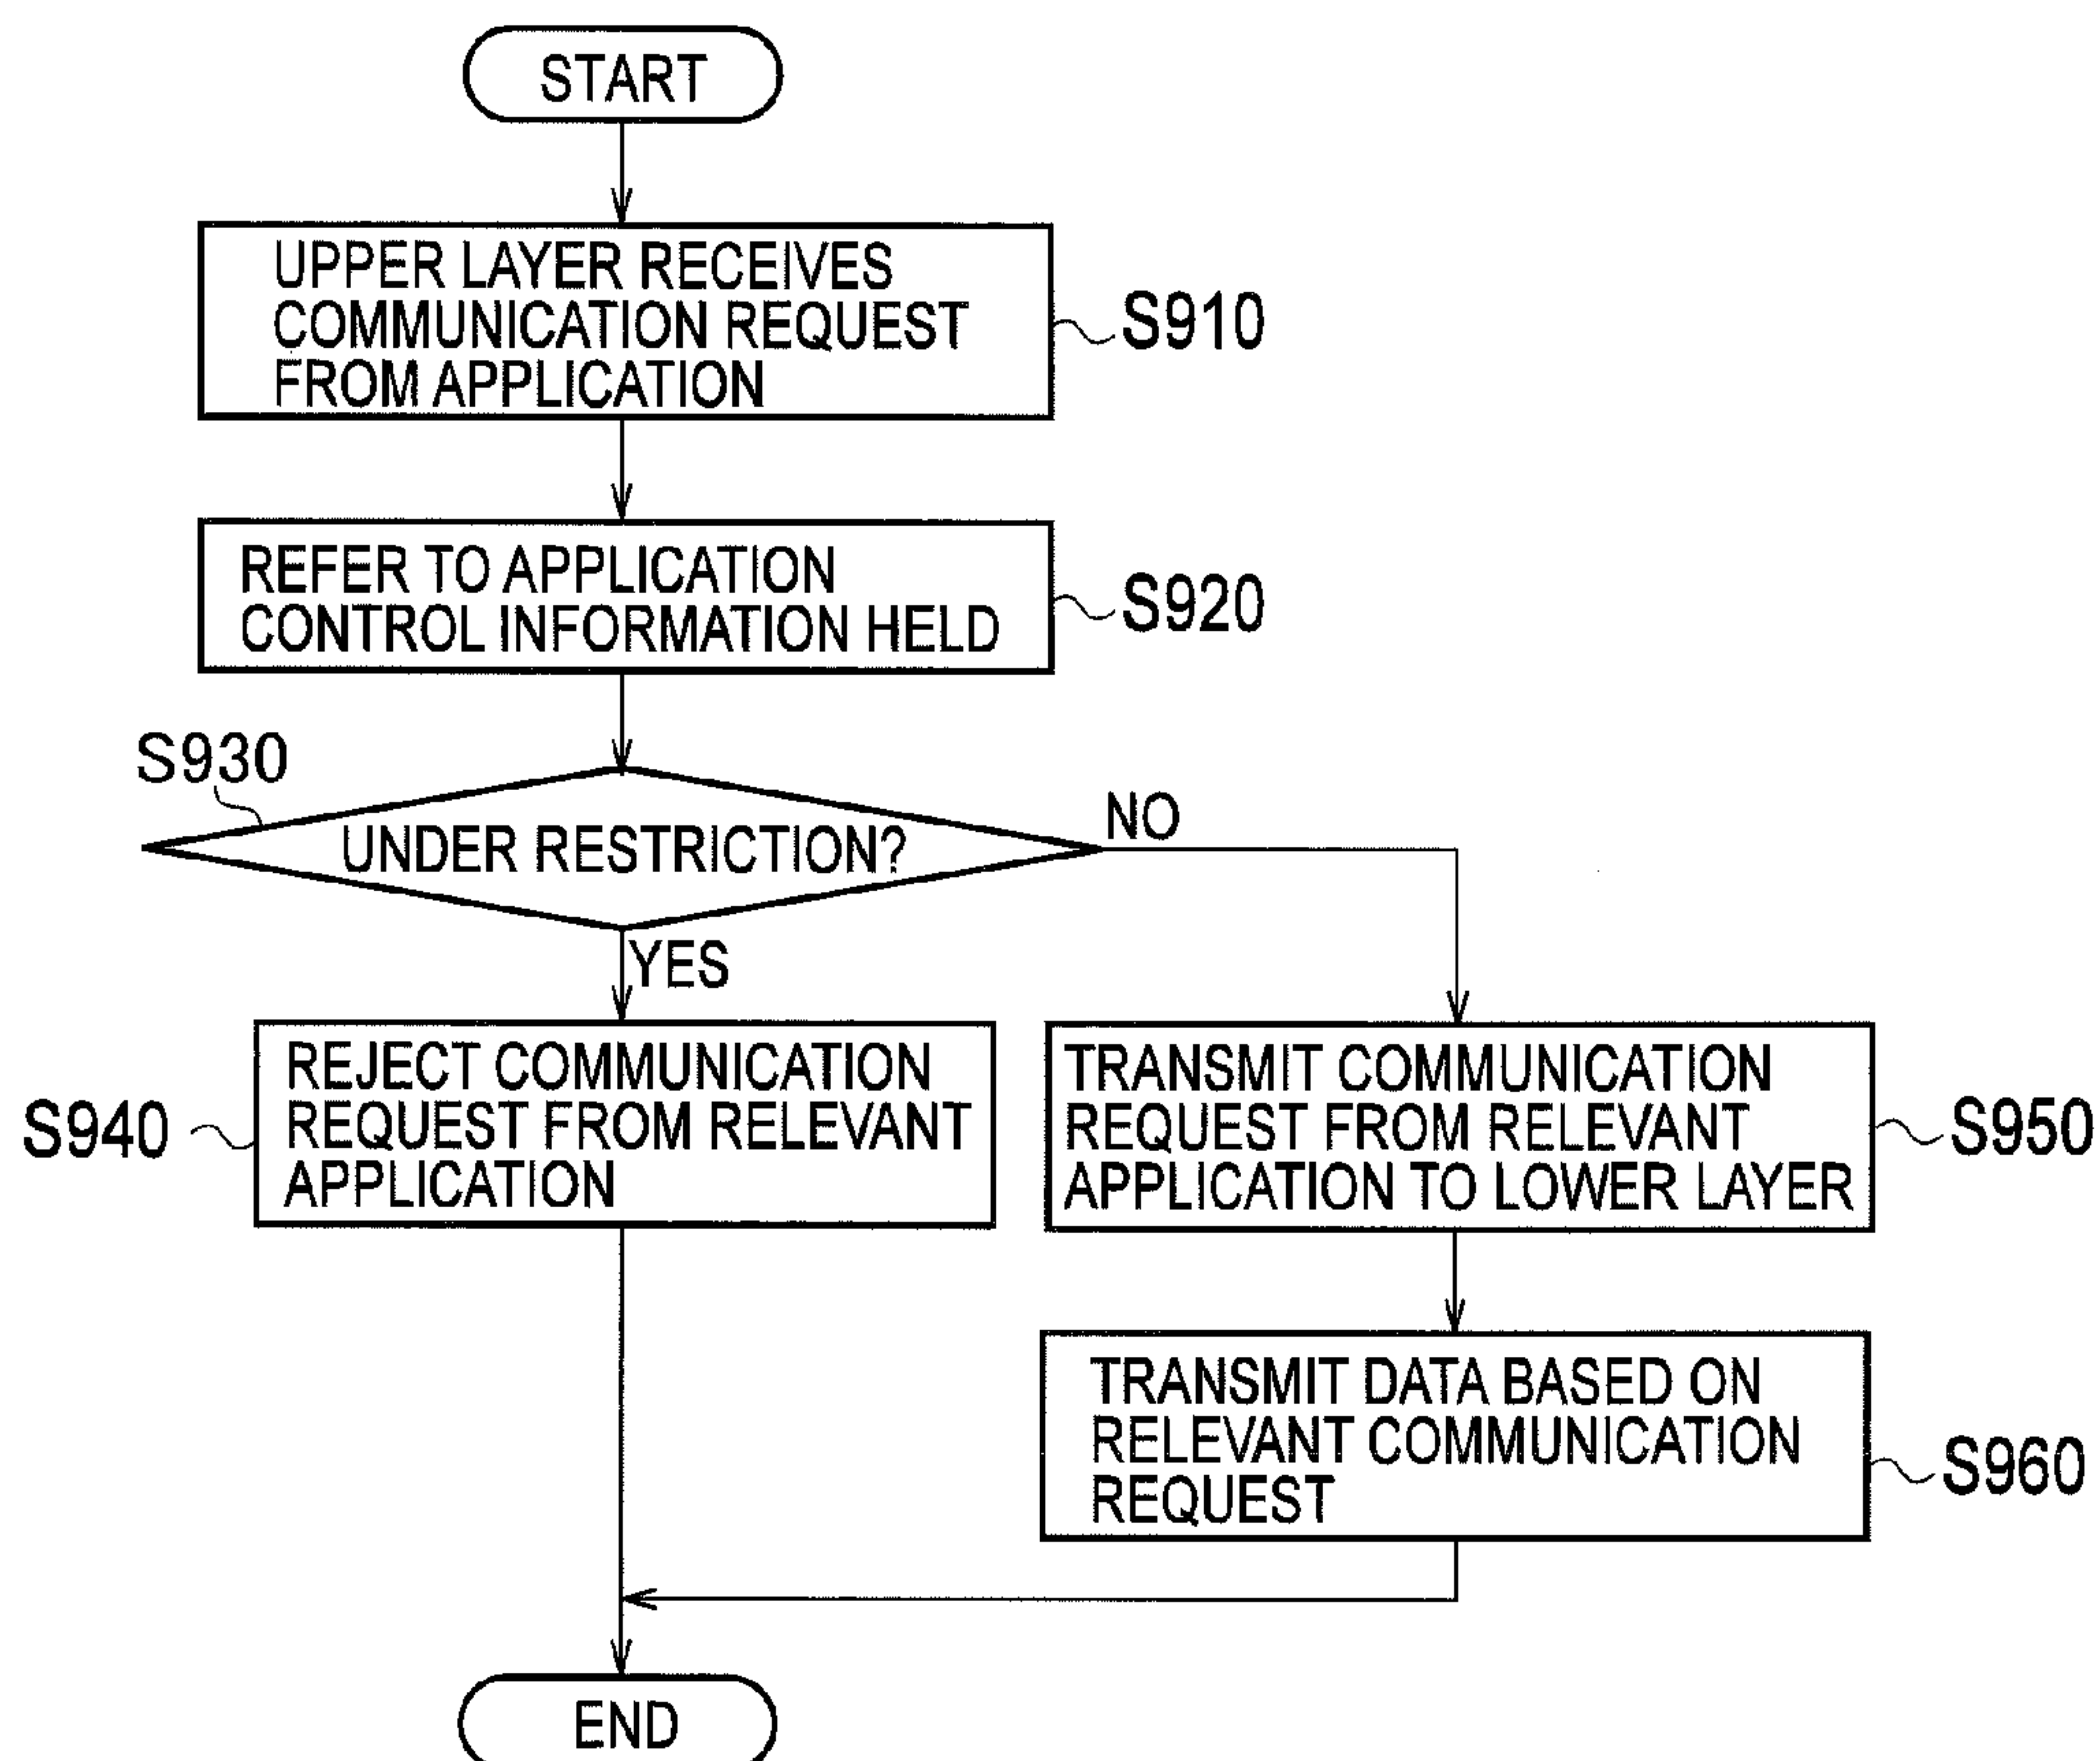 START
UPPER LAYER RECEIVES
COMMUNICATION REQUEST
FROM APPLICATION
S910
REFER TO APPLICATION
CONTROL INFORMATION HELD
S920
S930
UNDER RESTRICTION?
NO
YES
REJECT COMMUNICATION
REQUEST FROM RELEVANT
APPLICATION
S940
TRANSMIT COMMUNICATION
REQUEST FROM RELEVANT
APPLICATION TO LOWER LAYER
S950
TRANSMIT DATA BASED ON
RELEVANT COMMUNICATION
REQUEST
S960
END